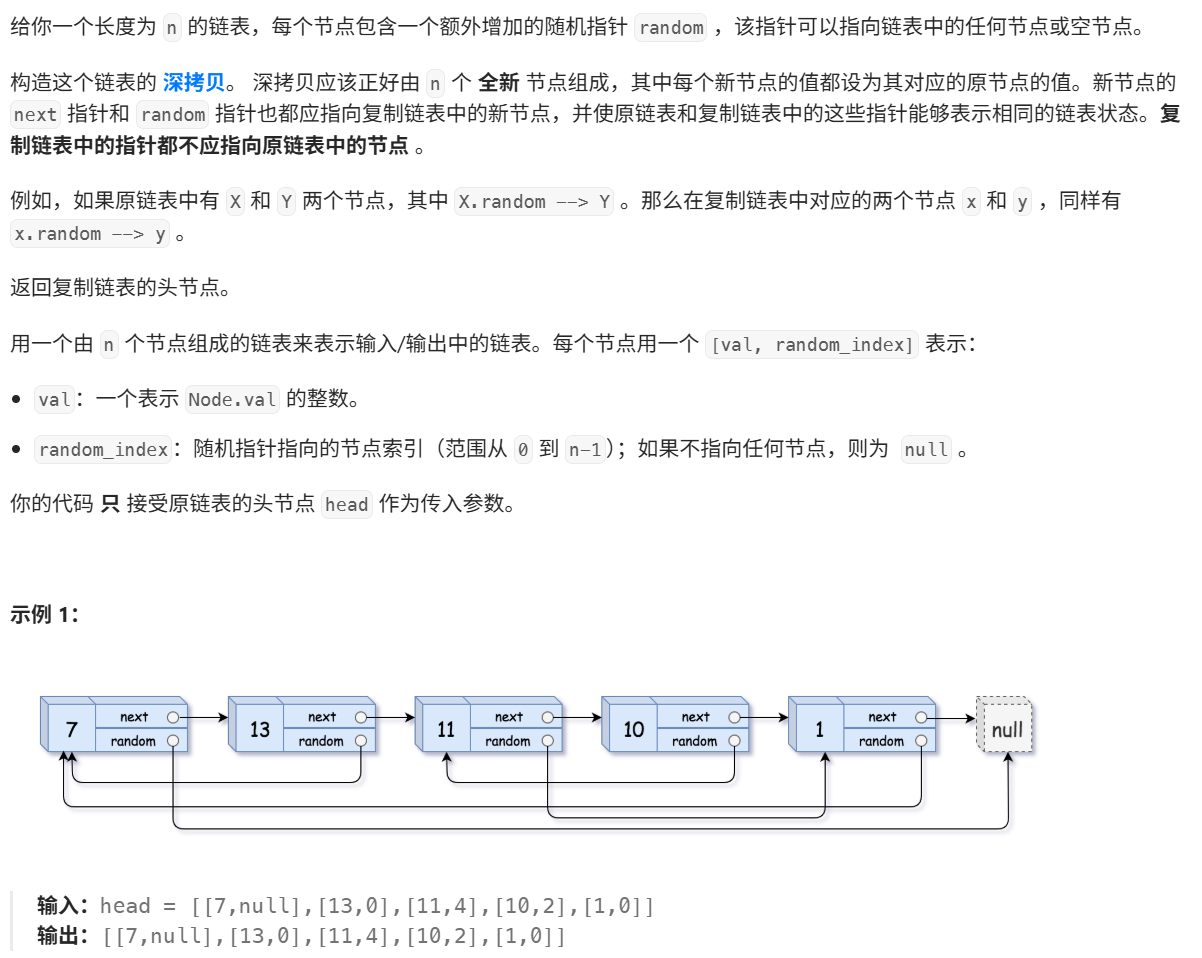 给你一个长度为 n 的链表，每个节点包含一个额外增加的随机指针 random ，该指针可以指向链表中的任何节点或空节点。
构造这个链表的 深拷贝。 深拷贝应该正好由 n 个 全新 节点组成，其中每个新节点的值都设为其对应的原节点的值。新节点的
next 指针和 random 指针也都应指向复制链表中的新节点，并使原链表和复制链表中的这些指针能够表示相同的链表状态。复
制链表中的指针都不应指向原链表中的节点 。
例如，如果原链表中有 X 和 Y 两个节点，其中 X.random --> Y 。那么在复制链表中对应的两个节点 x 和 y ，同样有
x.random --> y 。
返回复制链表的头节点。
用一个由 n 个节点组成的链表来表示输入/输出中的链表。每个节点用一个 [val, random_index] 表示：
• val：一个表示 Node.val 的整数。
• random_index：随机指针指向的节点索引（范围从 0 到 n-1）；如果不指向任何节点，则为 null 。
你的代码 只 接受原链表的头节点 head 作为传入参数。
示例 1：
7 next random 13 next random 11 next random 10 next random 1 next random null
输入：head = [[7,null],[13,0],[11,4],[10,2],[1,0]]
输出：[[7,null],[13,0],[11,4],[10,2],[1,0]]